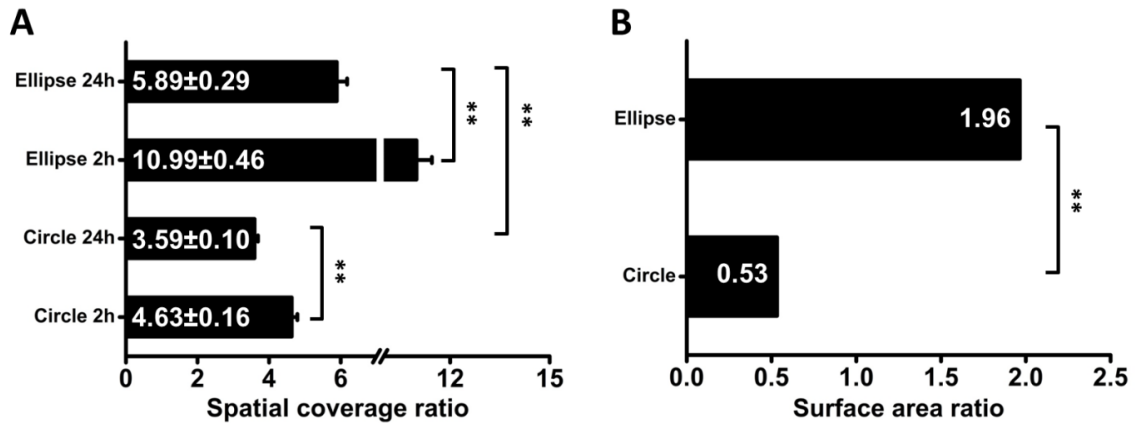 A
Ellipse 24h 5.89±0.29
**
**
Ellipse 2h 10.99±0.46
Circle 24h 3.59±0.10
**
Circle 2h 4.63±0.16
0 2 4 6 12 15
Spatial coverage ratio
B
Ellipse 1.96
**
Circle 0.53
0.0 0.5 1.0 1.5 2.0 2.5
Surface area ratio